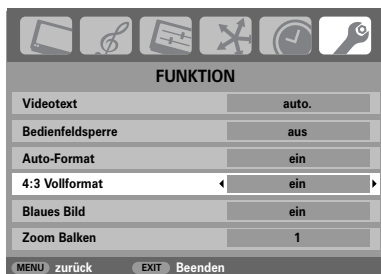 FUNKTION
Videotext auto.
Bedienfeldsperre aus
Auto-Format ein
4:3 Vollformat ein
Blaues Bild ein
Zoom Balken 1
MENU zurück EXIT Beenden